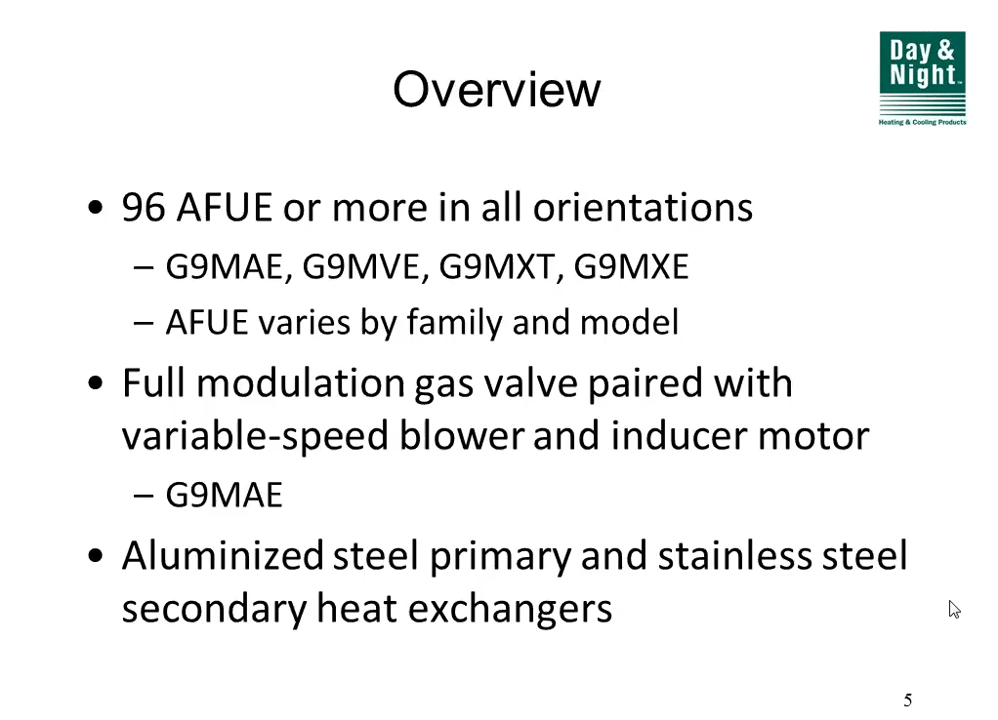 Day &
Night™
Heating & Cooling Products
Overview
• 96 AFUE or more in all orientations
– G9MAE, G9MVE, G9MXT, G9MXE
– AFUE varies by family and model
• Full modulation gas valve paired with
variable-speed blower and inducer motor
– G9MAE
• Aluminized steel primary and stainless steel
secondary heat exchangers
5